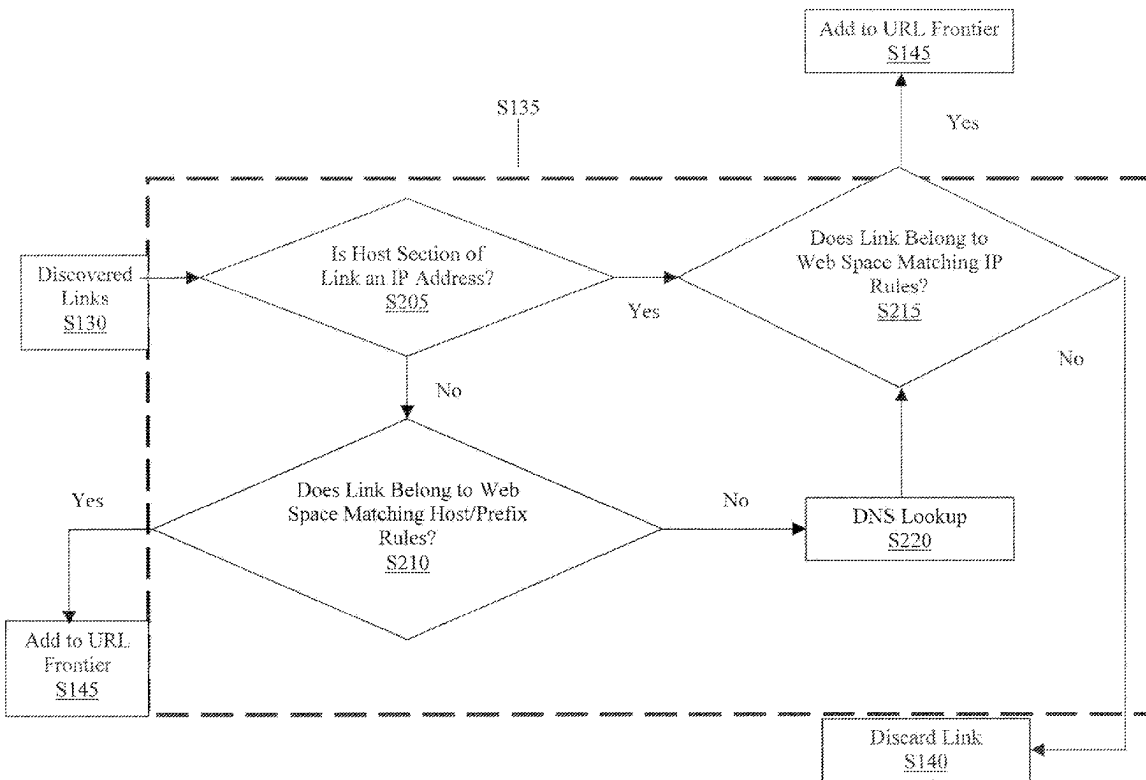 Add to URL Frontier
S145
S135
Yes
Is Host Section of
Link an IP Address?
S205
Does Link Belong to
Web Space Matching IP
Rules?
S215
Discovered
Links
S130
Yes
No
No
Does Link Belong to Web
Space Matching Host/Prefix
Rules?
S210
Yes
No
DNS Lookup
S220
Add to URL
Frontier
S145
Discard Link
S140